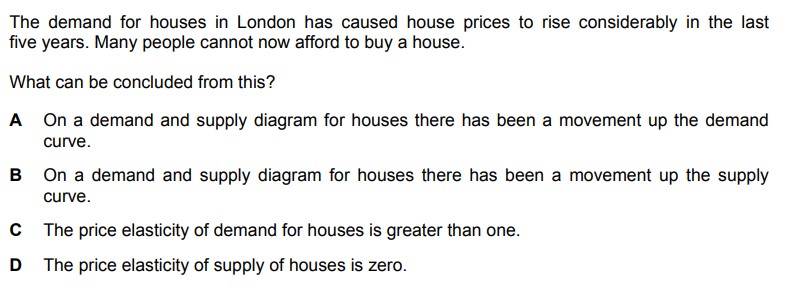 The demand for houses in London has caused house prices to rise considerably in the last
five years. Many people cannot now afford to buy a house.
What can be concluded from this?
A On a demand and supply diagram for houses there has been a movement up the demand
curve.
B On a demand and supply diagram for houses there has been a movement up the supply
curve.
C The price elasticity of demand for houses is greater than one.
D The price elasticity of supply of houses is zero.